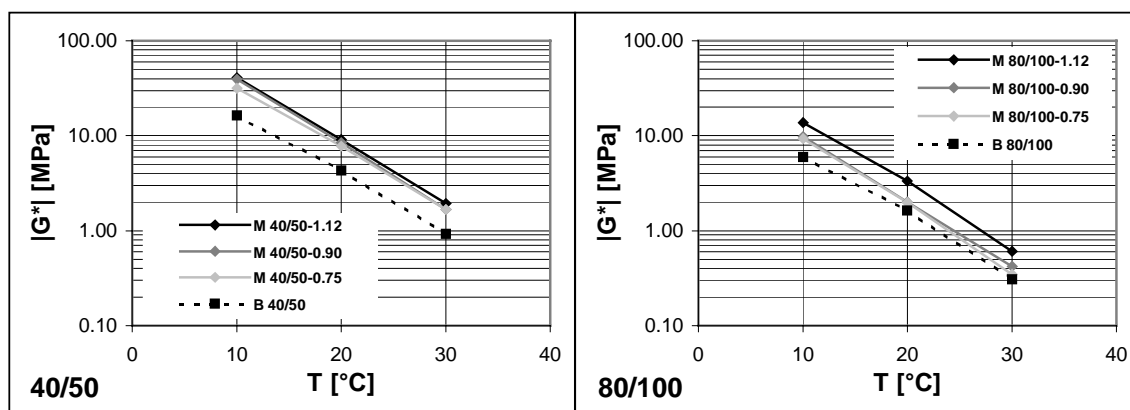 100.00
10.00
1.00
0.10
|G*| [MPa]
M 40/50-1.12
M 40/50-0.90
M 40/50-0.75
B 40/50
0 10 20 30 40
T [°C]
40/50
100.00
10.00
1.00
0.10
|G*| [MPa]
M 80/100-1.12
M 80/100-0.90
M 80/100-0.75
B 80/100
0 10 20 30 40
T [°C]
80/100